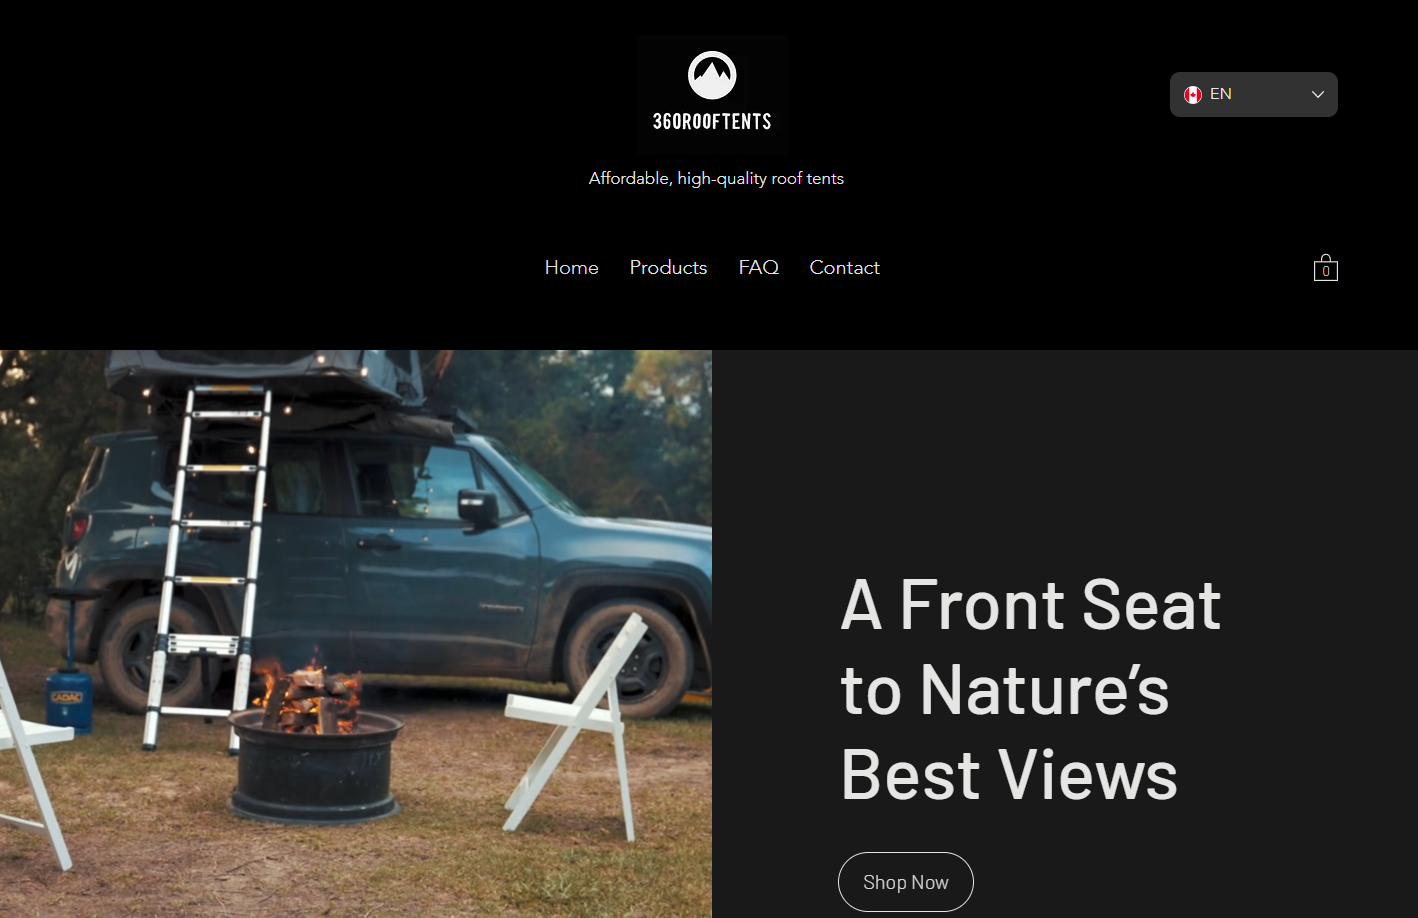 360ROOFTENTS
EN
Affordable, high-quality roof tents
Home Products FAQ Contact
0
CADAC
A Front Seat
to Nature’s
Best Views
Shop Now